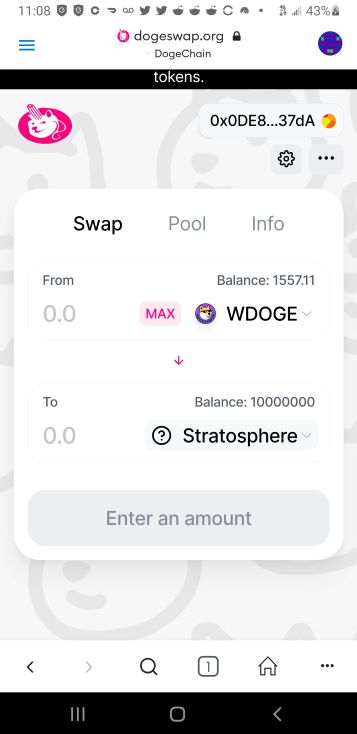 11:08 43%
dogeswap.org
DogeChain
tokens.
0x0DE8...37dA
Swap Pool Info
From Balance: 1557.11
0.0 MAX WDOGE
To Balance: 10000000
0.0 Stratosphere
Enter an amount
1